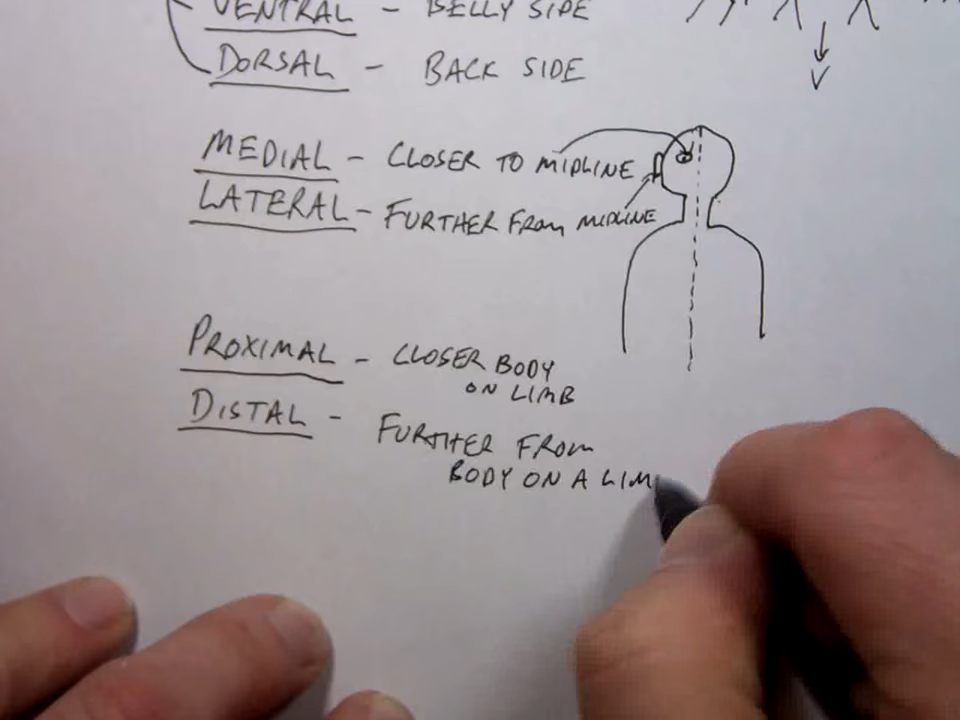 VENTRAL - BELLY SIDE
DORSAL - BACK SIDE
V
MEDIAL - CLOSER TO MIDLINE
LATERAL - FURTHER FROM MIDLINE
PROXIMAL - CLOSER BODY
ON LIMB
DISTAL - FURTHER FROM
BODY ON A LIM